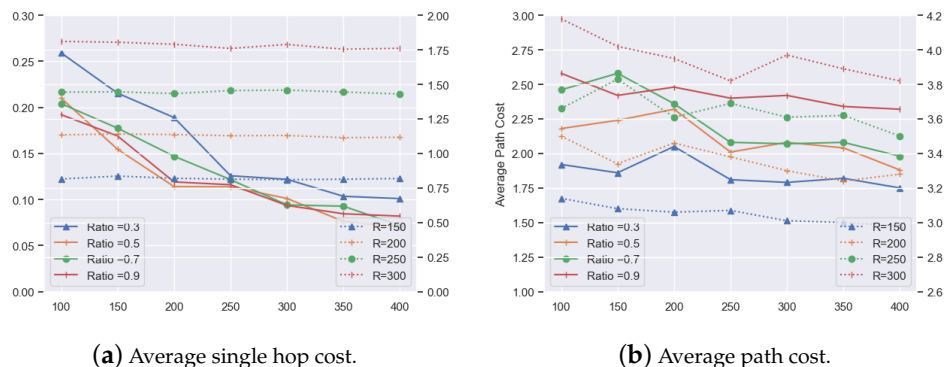 0.30
0.25
0.20
0.15
0.10
0.05
0.00
2.00
1.75
1.50
1.25
1.00
0.75
0.50
0.25
0.00
Ratio =0.3
Ratio =0.5
Ratio =0.7
Ratio =0.9
R=150
R=200
R=250
R=300
100 150 200 250 300 350 400
(a) Average single hop cost.
Average Path Cost
3.00
2.75
2.50
2.25
2.00
1.75
1.50
1.25
1.00
4.2
4.0
3.8
3.6
3.4
3.2
3.0
2.8
2.6
Ratio =0.3
Ratio =0.5
Ratio =0.7
Ratio =0.9
R=150
R=200
R=250
R=300
100 150 200 250 300 350 400
(b) Average path cost.